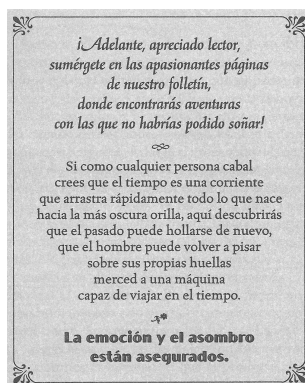 ¡Adelante, apreciado lector,
sumérgete en las apasionantes páginas
de nuestro folletín,
donde encontrarás aventuras
con las que no habrías podido soñar!
Si como cualquier persona cabal
crees que el tiempo es una corriente
que arrastra rápidamente todo lo que nace
hacia la más oscura orilla, aquí descubrirás
que el pasado puede hollarse de nuevo,
que el hombre puede volver a pisar
sobre sus propias huellas
merced a una máquina
capaz de viajar en el tiempo.
La emoción y el asombro
están asegurados.